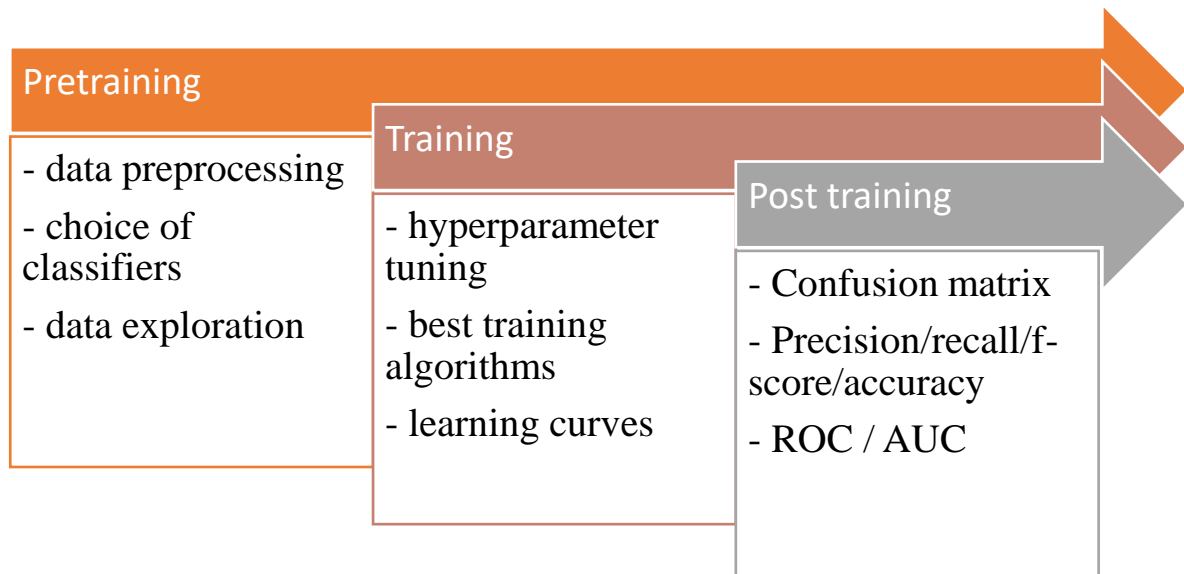 Pretraining
- data preprocessing
- choice of
classifiers
- data exploration
Training
- hyperparameter
tuning
- best training
algorithms
- learning curves
Post training
- Confusion matrix
- Precision/recall/f-
score/accuracy
- ROC / AUC